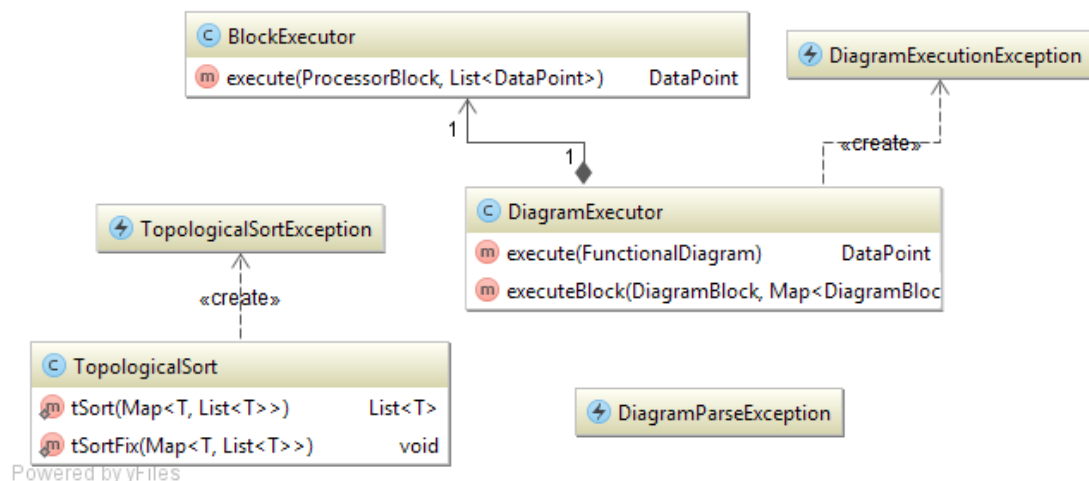 BlockExecutor
execute(ProcessorBlock, List<DataPoint>) DataPoint
DiagramExecutionException
1
1
«create»
DiagramExecutor
execute(FunctionalDiagram) DataPoint
executeBlock(DiagramBlock, Map<DiagramBloc
TopologicalSortException
«create»
TopologicalSort
tSort(Map<T, List<T>>) List<T>
tSortFix(Map<T, List<T>>) void
DiagramParseException
Powered by yFiles